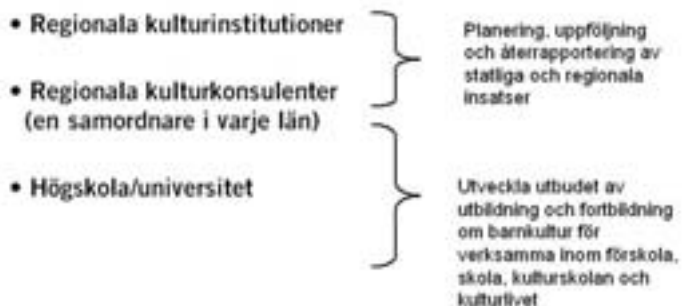 • Regionala kulturinstitutioner
Planering, uppföljning
och återrapportering av
statliga och regionala
insatser
• Regionala kulturkonsulenter
(en samordnare i varje län)
• Högskola/universitet
Utveckla utbudet av
utbildning och fortbildning
om barnkultur för
verksamma inom förskola,
skola, kulturskolan och
kulturlivet